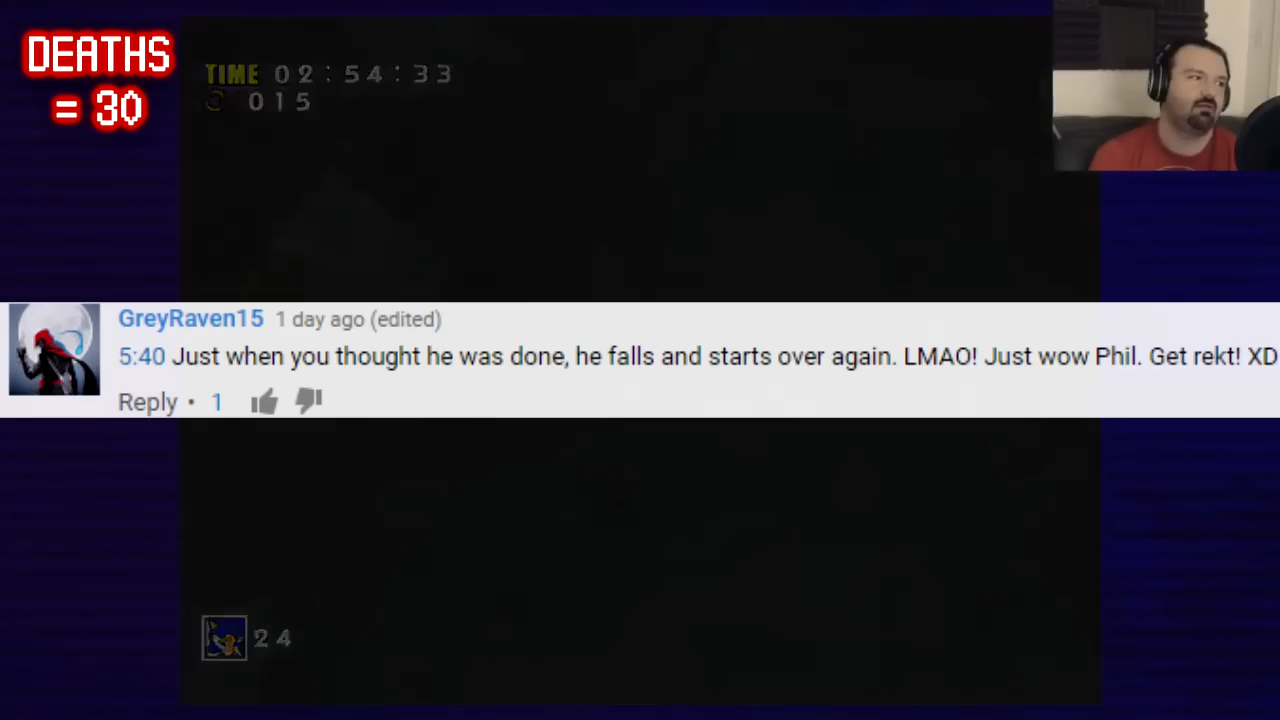 DEATHS
= 30
TIME 02:54:33
015
GreyRaven15 1 day ago (edited)
5:40 Just when you thought he was done, he falls and starts over again. LMAO! Just wow Phil. Get rekt! XD
Reply • 1
24